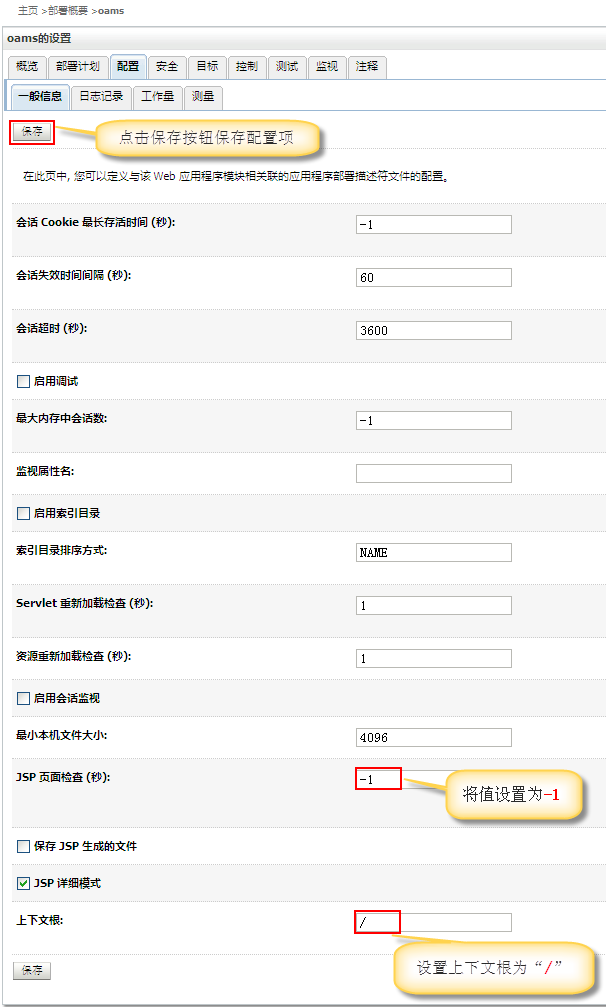 主页 >部署概要 >oams
oams的设置
概览 部署计划 配置 安全 目标 控制 测试 监视 注释
一般信息 日志记录 工作量 测量
保存 点击保存按钮保存配置项
在此页中, 您可以定义与该 Web 应用程序模块相关联的应用程序部署描述符文件的配置。
会话 Cookie 最长存活时间 (秒): -1
会话失效时间间隔 (秒): 60
会话超时 (秒): 3600
启用调试
最大内存中会话数: -1
监视属性名:
启用索引目录
索引目录排序方式: NAME
Servlet 重新加载检查 (秒): 1
资源重新加载检查 (秒): 1
启用会话监视
最小本机文件大小: 4096
JSP 页面检查 (秒): -1
将值设置为-1
保存 JSP 生成的文件
JSP 详细模式
上下文根: /
设置上下文根为“/”
保存